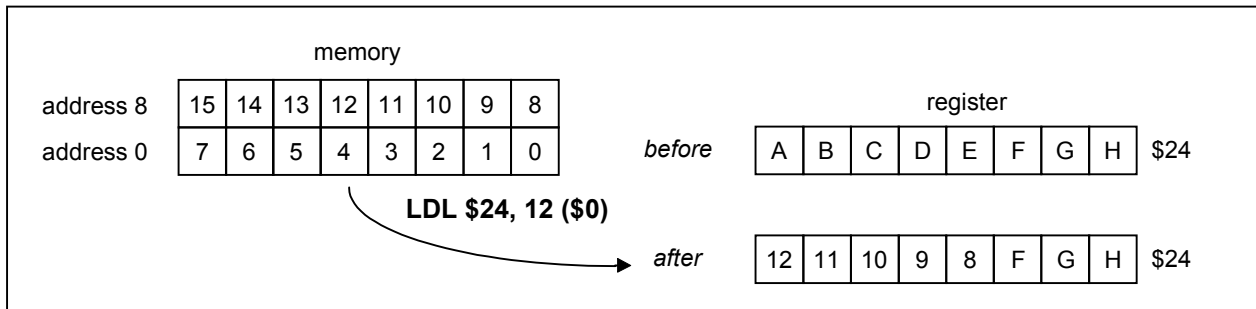 memory
address 8 15 14 13 12 11 10 9 8
register
address 0 7 6 5 4 3 2 1 0
before A B C D E F G H $24
LDL $24, 12 ($0)
after 12 11 10 9 8 F G H $24